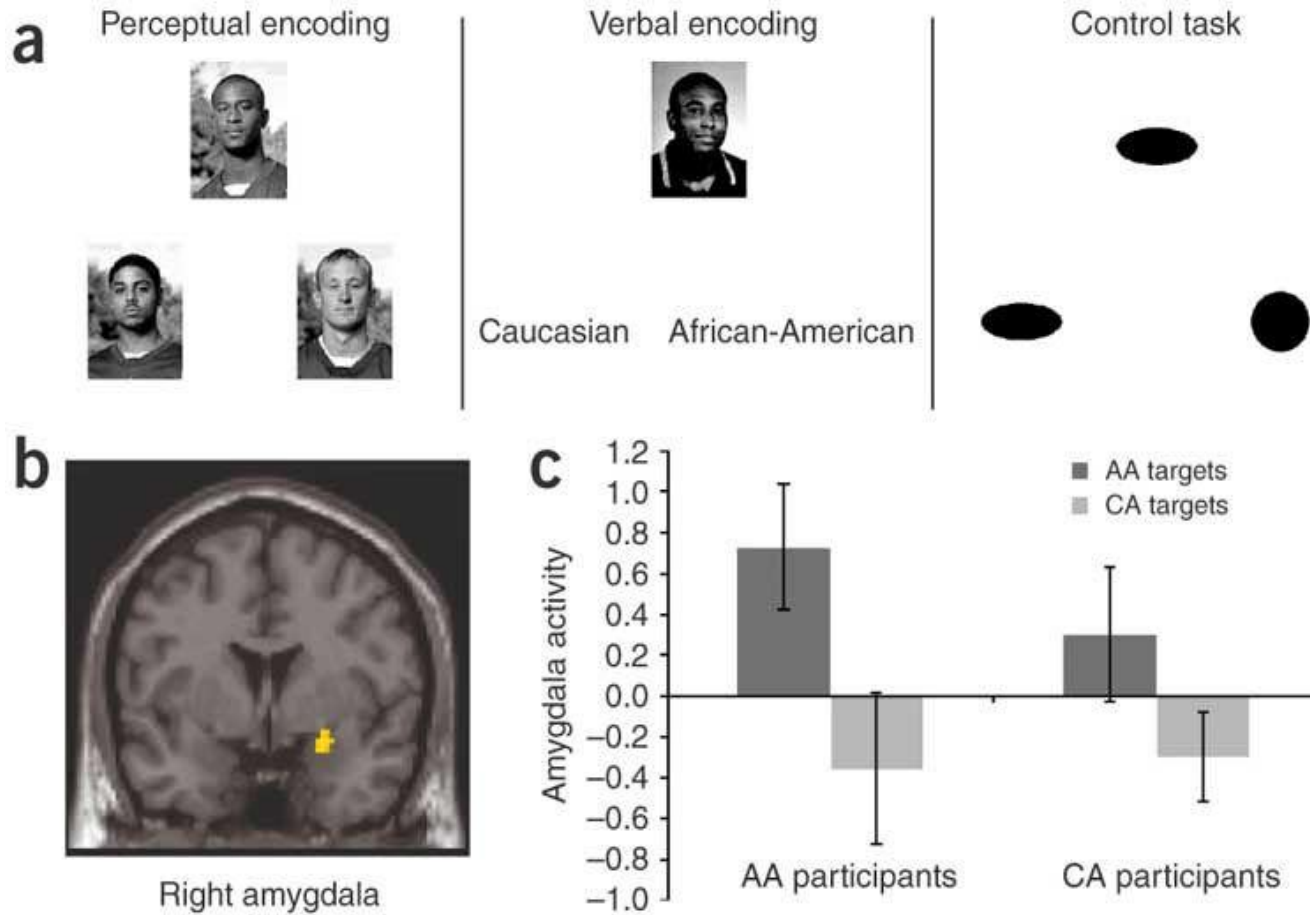 a
Perceptual encoding
Verbal encoding
Control task
Caucasian African-American
b
Right amygdala
c
AA targets
CA targets
Amygdala activity
1.2
1.0
0.8
0.6
0.4
0.2
0.0
–0.2
–0.4
–0.6
–0.8
–1.0
AA participants
CA participants